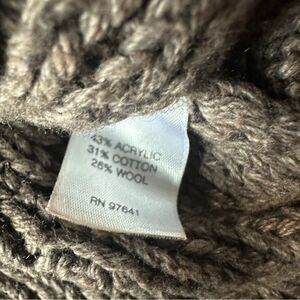 43% ACRYLIC
31% COTTON
26% WOOL
RN 97641